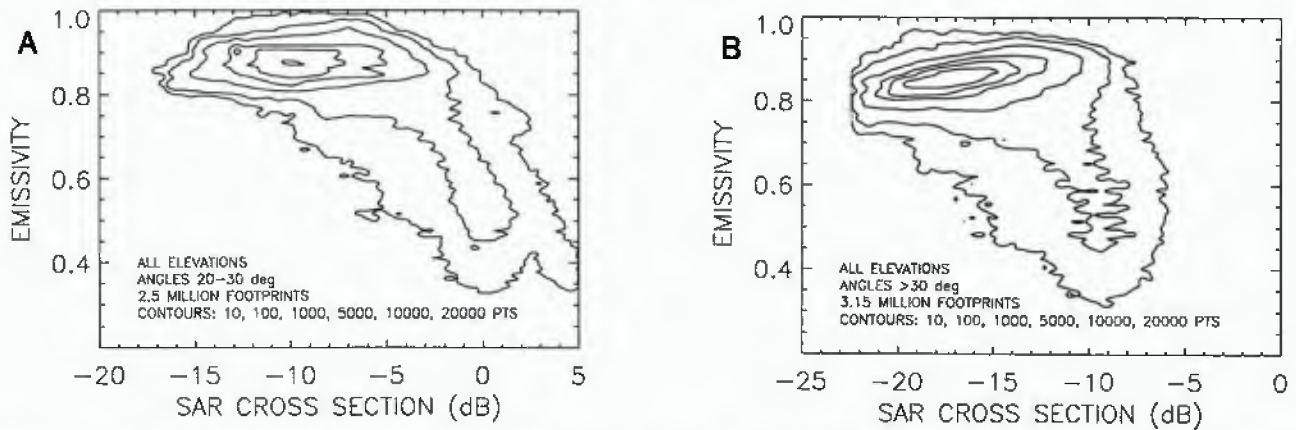 A
1.0
0.8
0.6
0.4
EMISSIVITY
ALL ELEVATIONS
ANGLES 20-30 deg
2.5 MILLION FOOTPRINTS
CONTOURS: 10, 100, 1000, 5000, 10000, 20000 PTS
-20 -15 -10 -5 0 5
SAR CROSS SECTION (dB)
B
1.0
0.8
0.6
0.4
EMISSIVITY
ALL ELEVATIONS
ANGLES >30 deg
3.15 MILLION FOOTPRINTS
CONTOURS: 10, 100, 1000, 5000, 10000, 20000 PTS
-25 -20 -15 -10 -5 0
SAR CROSS SECTION (dB)